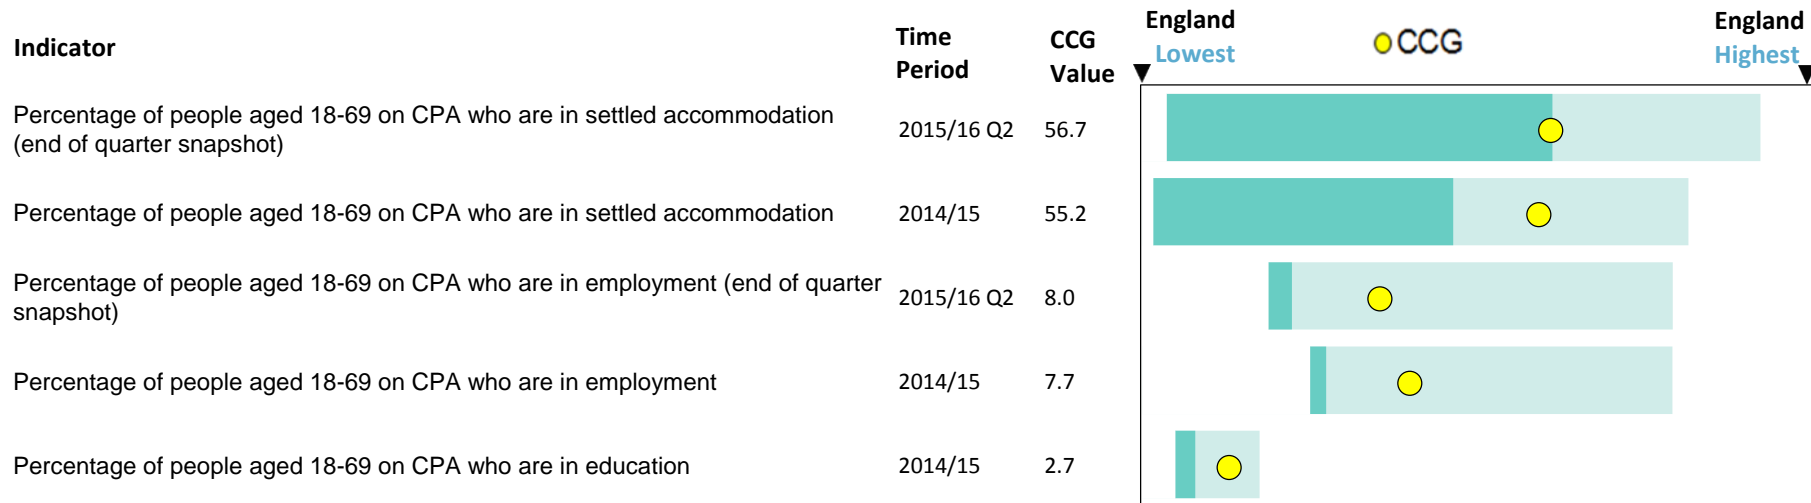 Indicator
Time Period
CCG Value
England Lowest
CCG
England Highest
Percentage of people aged 18-69 on CPA who are in settled accommodation
(end of quarter snapshot)
2015/16 Q2
56.7
Percentage of people aged 18-69 on CPA who are in settled accommodation
2014/15
55.2
Percentage of people aged 18-69 on CPA who are in employment (end of quarter
snapshot)
2015/16 Q2
8.0
Percentage of people aged 18-69 on CPA who are in employment
2014/15
7.7
Percentage of people aged 18-69 on CPA who are in education
2014/15
2.7